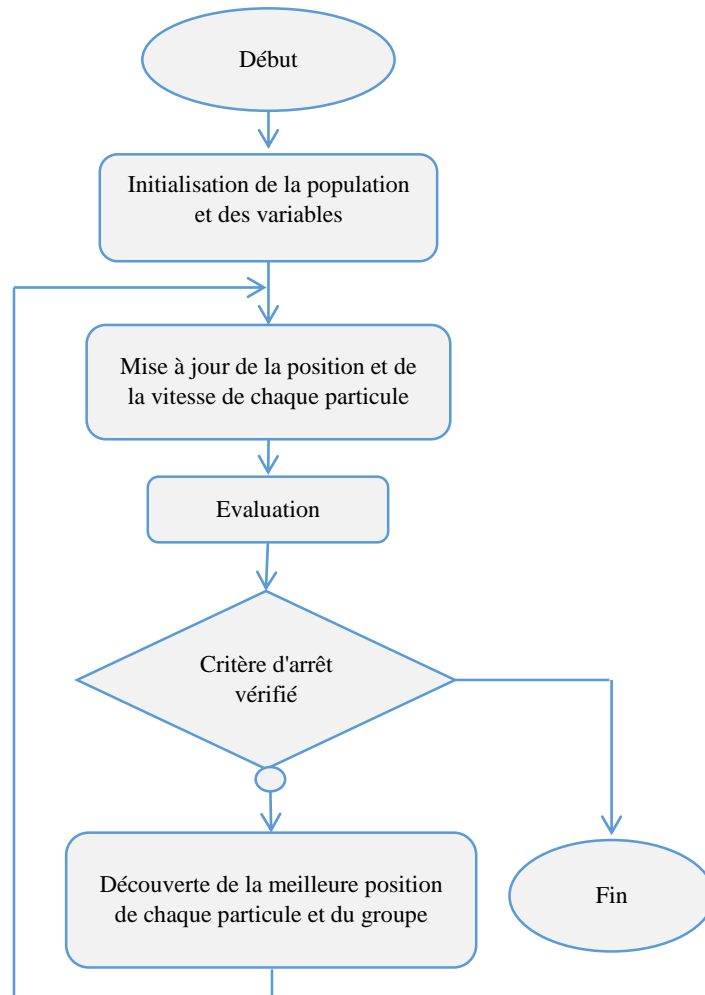 Début
Initialisation de la population
et des variables
Mise à jour de la position et de
la vitesse de chaque particule
Evaluation
Critère d'arrêt
vérifié
Découverte de la meilleure position
de chaque particule et du groupe
Fin